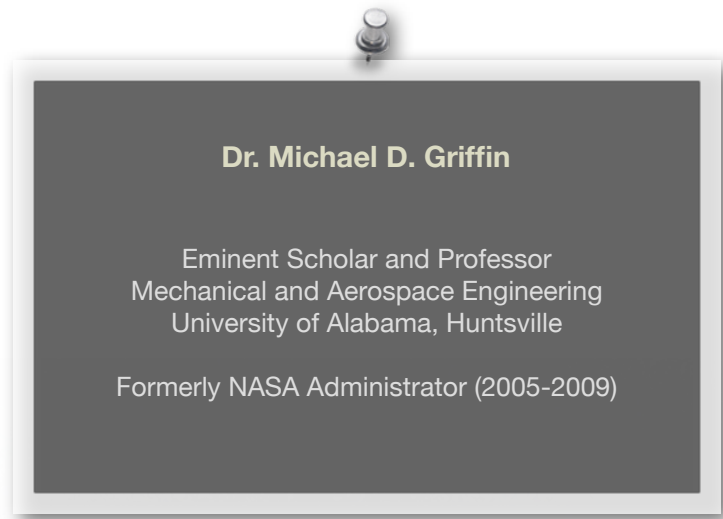 Dr. Michael D. Griffin
Eminent Scholar and Professor
Mechanical and Aerospace Engineering
University of Alabama, Huntsville
Formerly NASA Administrator (2005-2009)